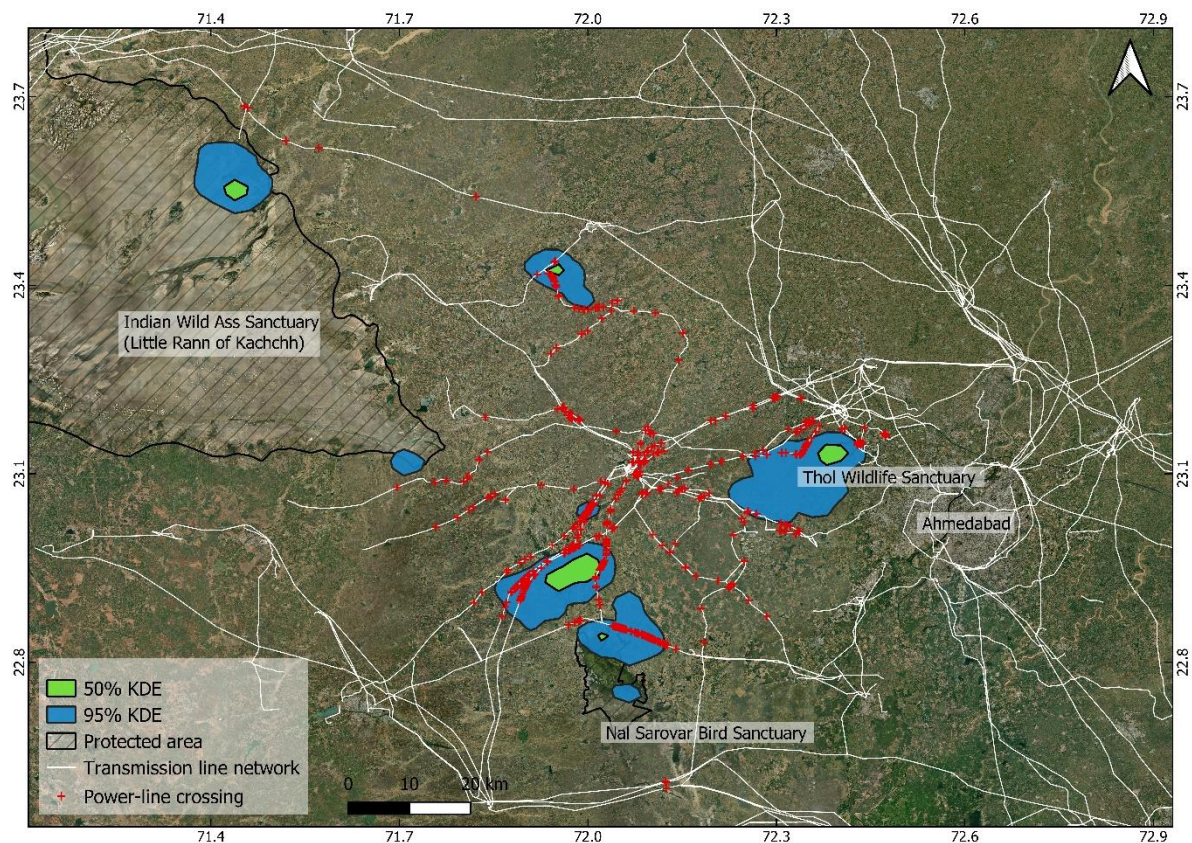 71.4 71.7 72.0 72.3 72.6 72.9
23.7 23.7
23.4 23.4
Indian Wild Ass Sanctuary
(Little Rann of Kachchh)
23.1 23.1
Thol Wildlife Sanctuary
Ahmedabad
22.8 22.8
50% KDE
95% KDE
Nal Sarovar Bird Sanctuary
Protected area
Transmission line network
0 10 20 km
Power-line crossing
71.4 71.7 72.0 72.3 72.6 72.9